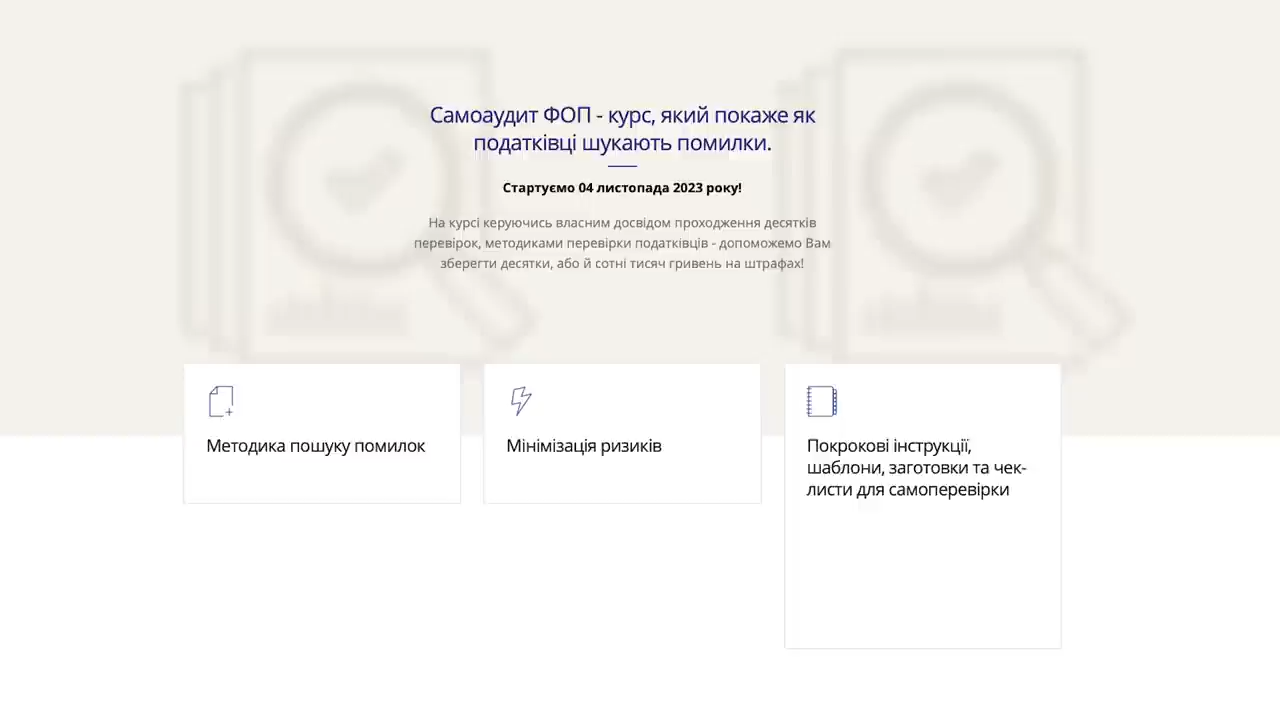 Самоаудит ФОП - курс, який покаже як
податківці шукають помилки.
Стартуємо 04 листопада 2023 року!
На курсі керуючись власним досвідом проходження десятків
перевірок, методиками перевірки податківців - допоможемо Вам
зберегти десятки, або й сотні тисяч гривень на штрафах!
Методика пошуку помилок
Мінімізація ризиків
Покрокові інструкції,
шаблони, заготовки та чек-
листи для самоперевірки